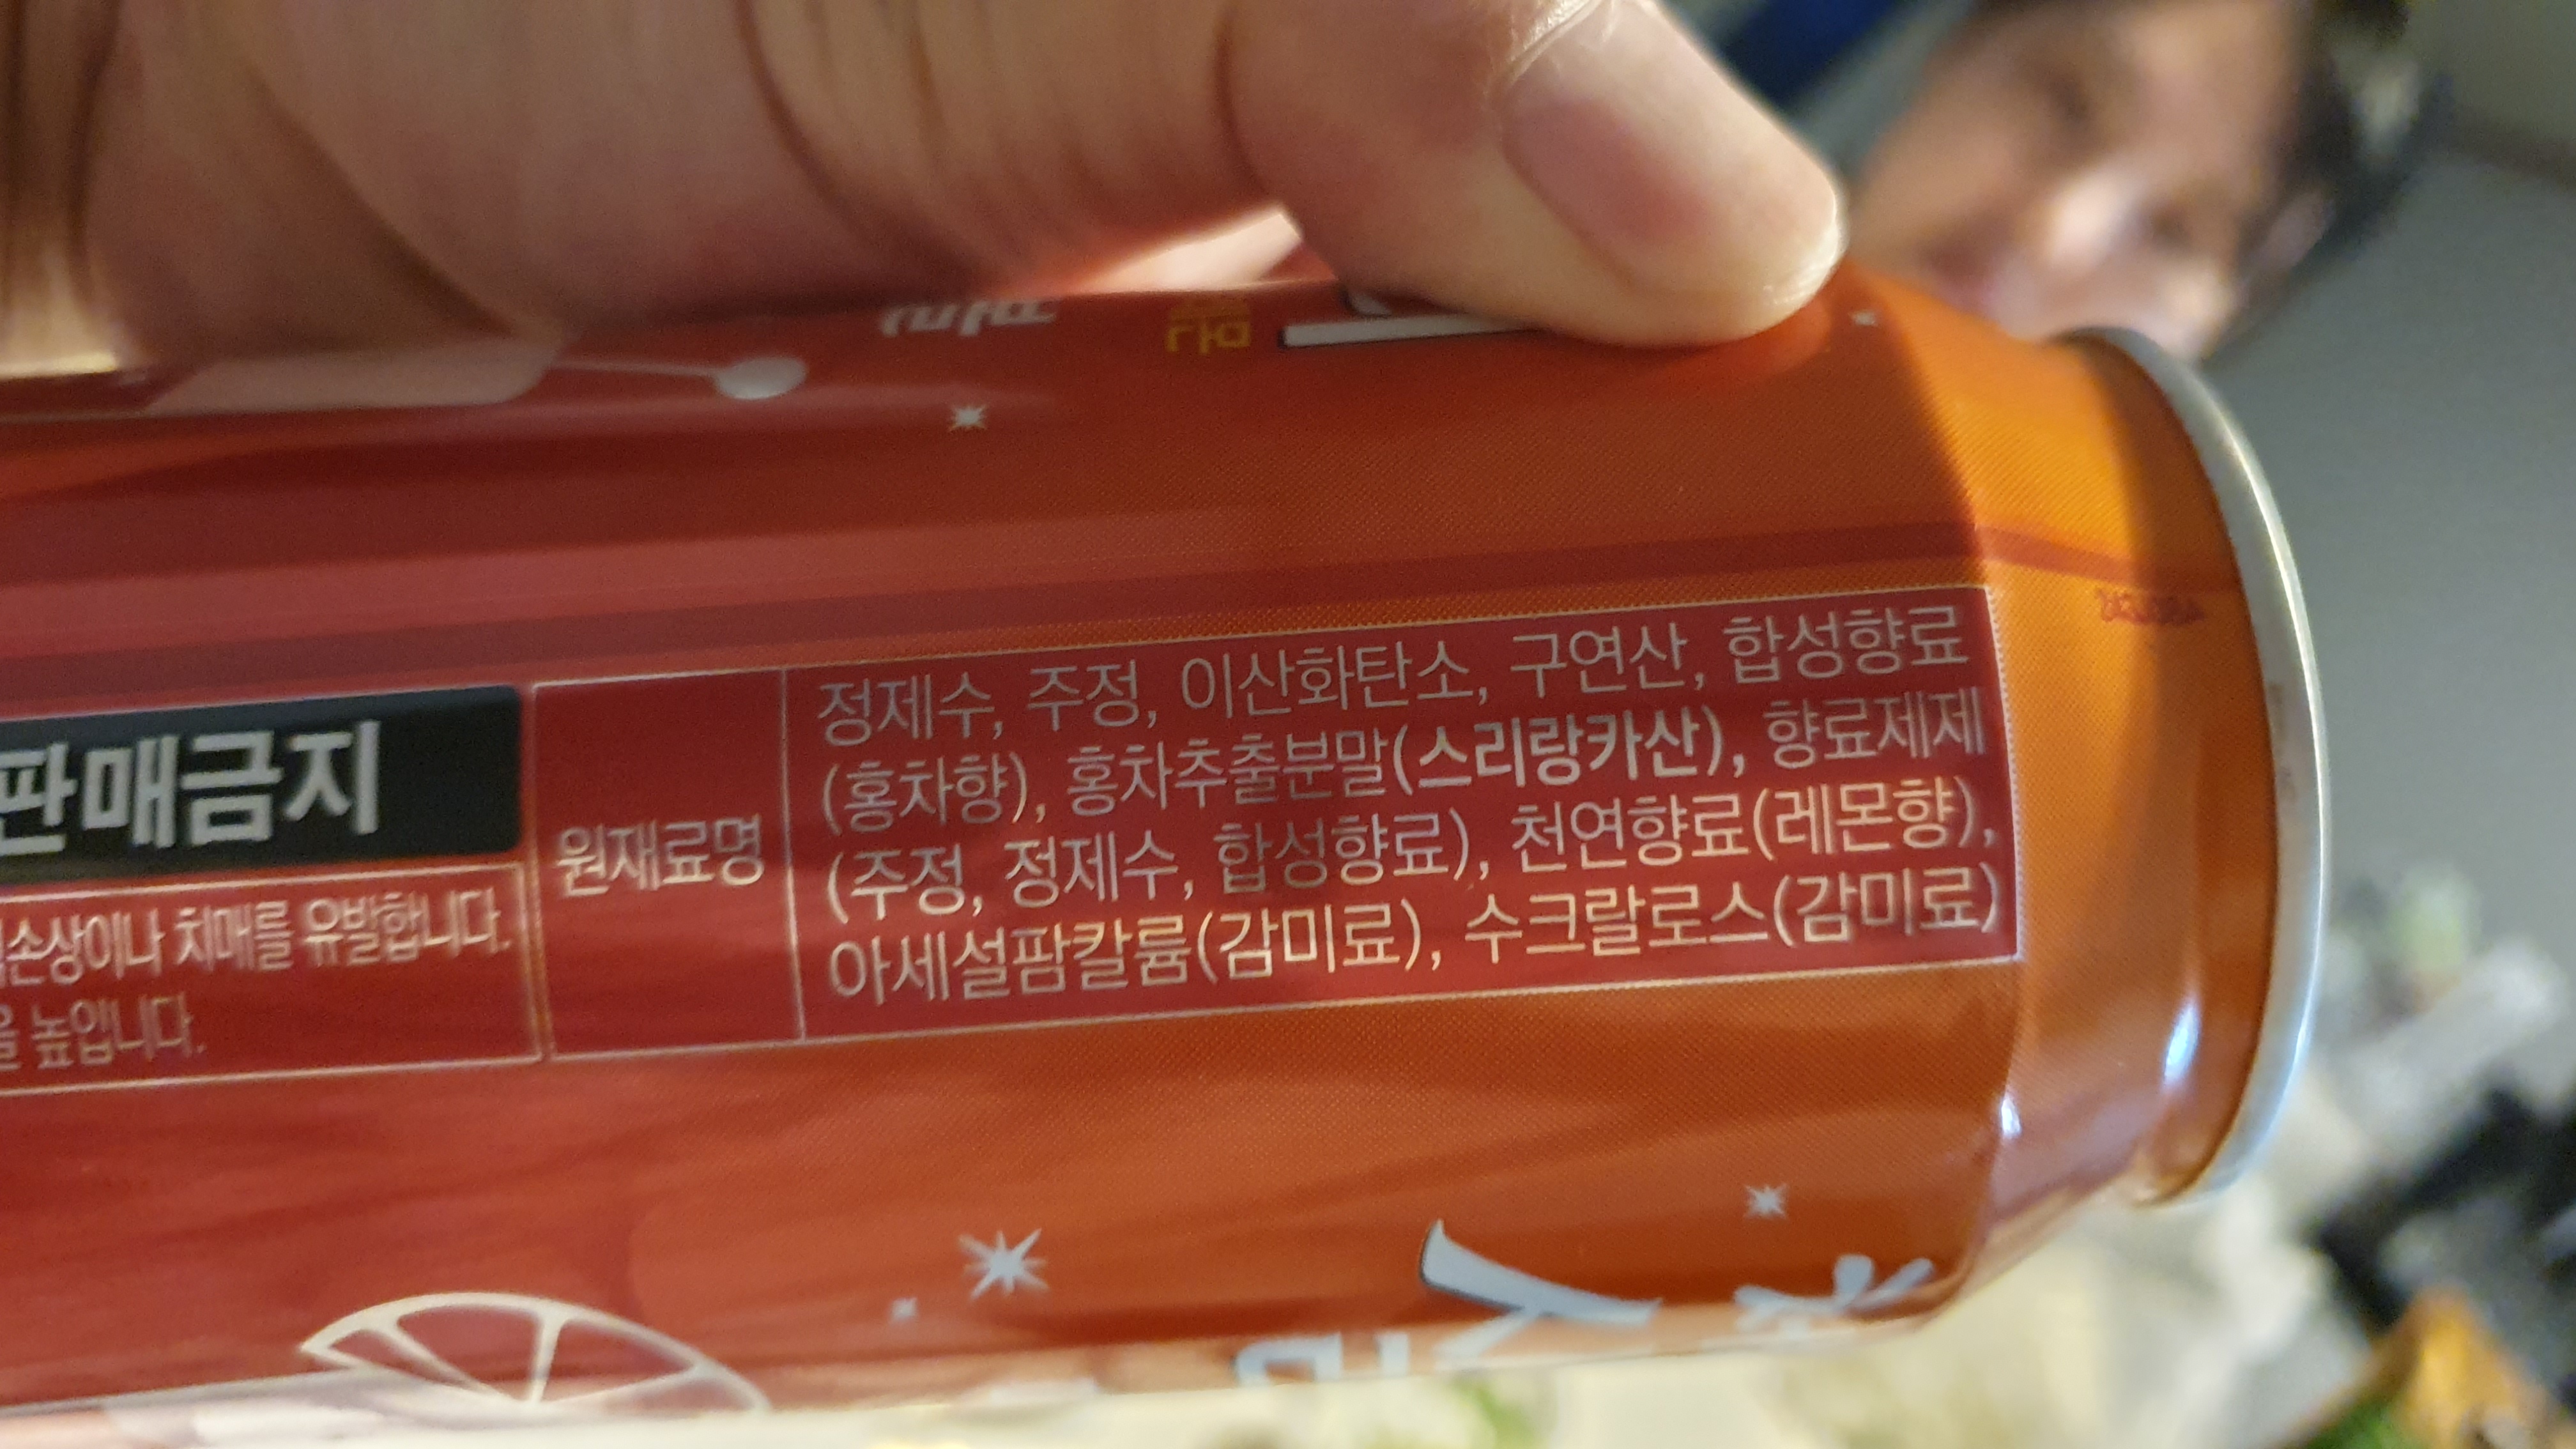 판매금지
손상이나 치매를 유발합니다.
을 높입니다.
원재료명
정제수, 주정, 이산화탄소, 구연산, 합성향료
(홍차향), 홍차추출분말(스리랑카산), 향료제제
(주정, 정제수, 합성향료), 천연향료(레몬향),
아세설팜칼륨(감미료), 수크랄로스(감미료)